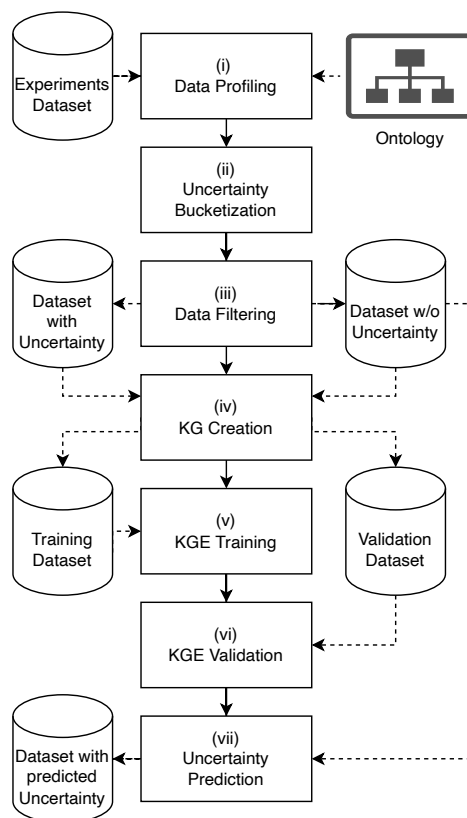 Experiments
Dataset
(i)
Data Profiling
Ontology
(ii)
Uncertainty
Bucketization
Dataset
with
Uncertainty
(iii)
Data Filtering
Dataset w/o
Uncertainty
(iv)
KG Creation
Training
Dataset
(v)
KGE Training
Validation
Dataset
(vi)
KGE Validation
Dataset with
predicted
Uncertainty
(vii)
Uncertainty
Prediction